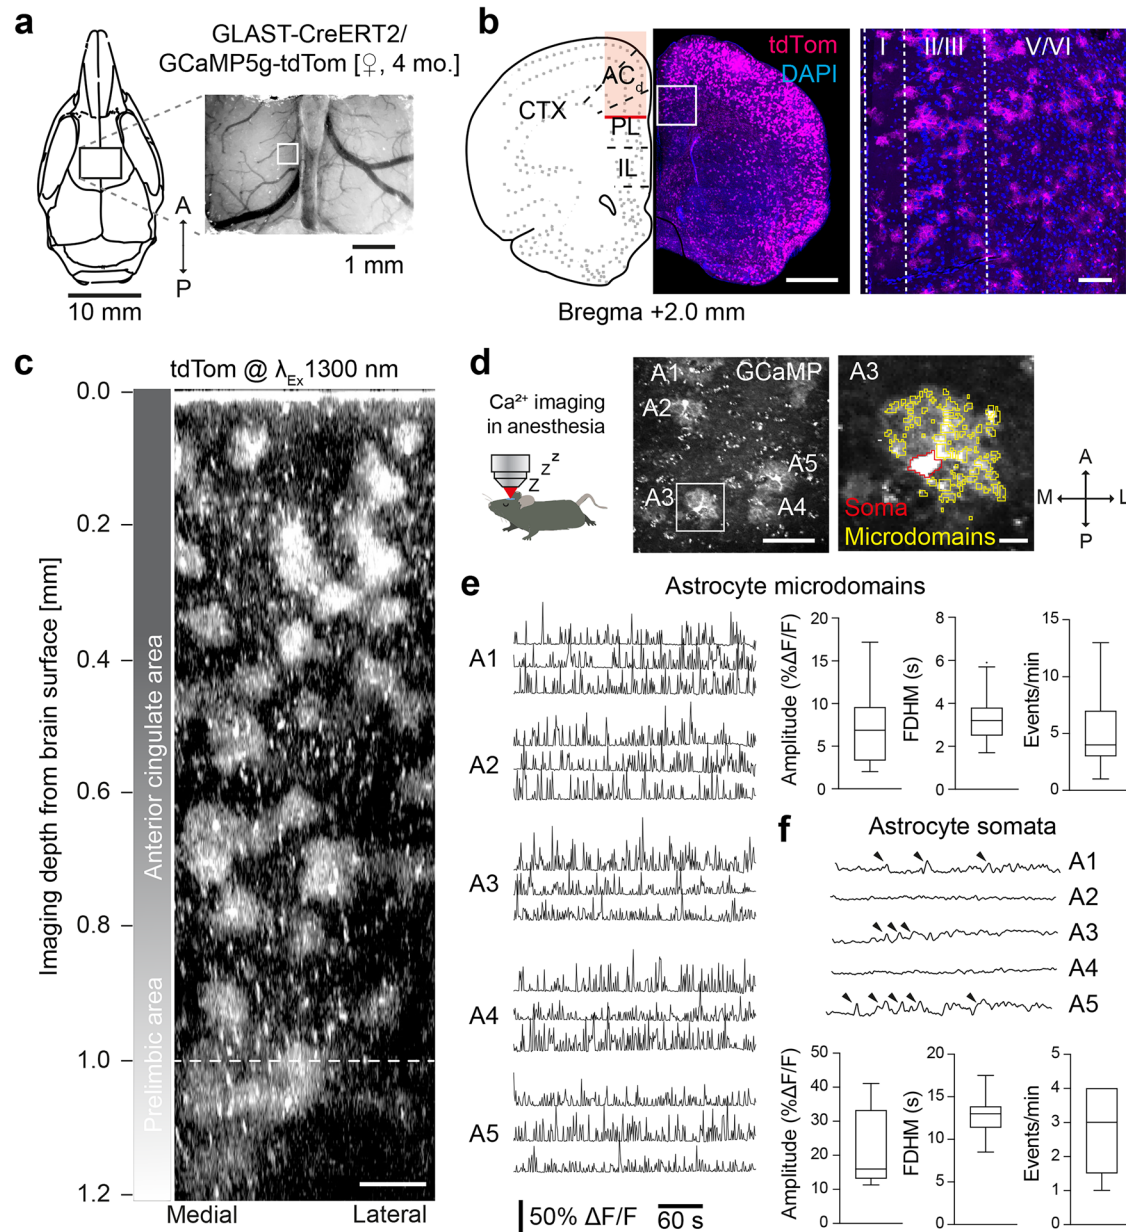 a
GLAST-CreERT2/
GCaMP5g-tdTom [♀, 4 mo.]
A
P
10 mm
1 mm
b
CTX
ACd
PL
IL
tdTom
DAPI
I
II/III
V/VI
Bregma +2.0 mm
c
tdTom @ λEx 1300 nm
Imaging depth from brain surface [mm]
0.0
0.2
0.4
0.6
0.8
1.0
1.2
Anterior cingulate area
Prelimbic area
Medial
Lateral
d
Ca²⁺ imaging
in anesthesia
z
z
z
A1
GCaMP
A2
A5
A3
A4
A3
Soma
Microdomains
A
M
L
P
e
Astrocyte microdomains
A1
A2
A3
A4
A5
50% ΔF/F
60 s
Amplitude (%ΔF/F)
20
15
10
5
0
FDHM (s)
8
6
4
2
0
Events/min
15
10
5
0
f
Astrocyte somata
A1
A2
A3
A4
A5
Amplitude (%ΔF/F)
50
40
30
20
10
0
FDHM (s)
20
15
10
5
0
Events/min
5
4
3
2
1
0